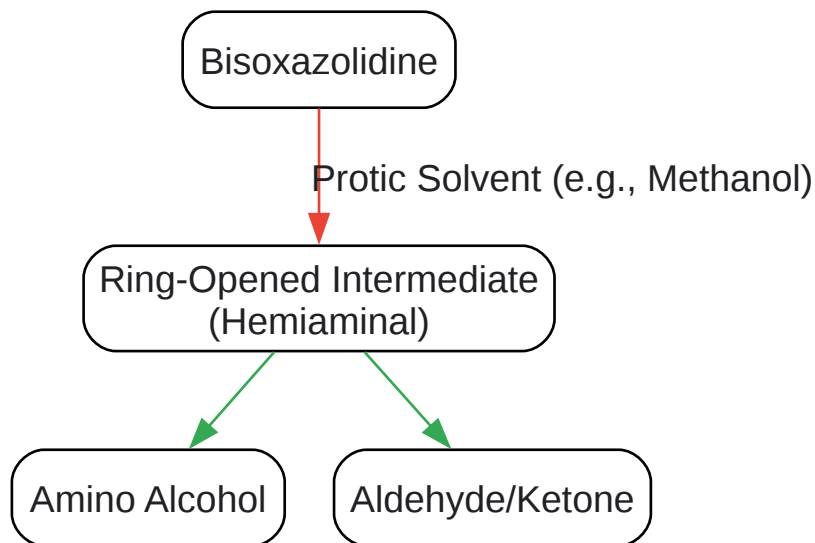 Bisoxazolidine
Protic Solvent (e.g., Methanol)
Ring-Opened Intermediate
(Hemiaminal)
Amino Alcohol
Aldehyde/Ketone